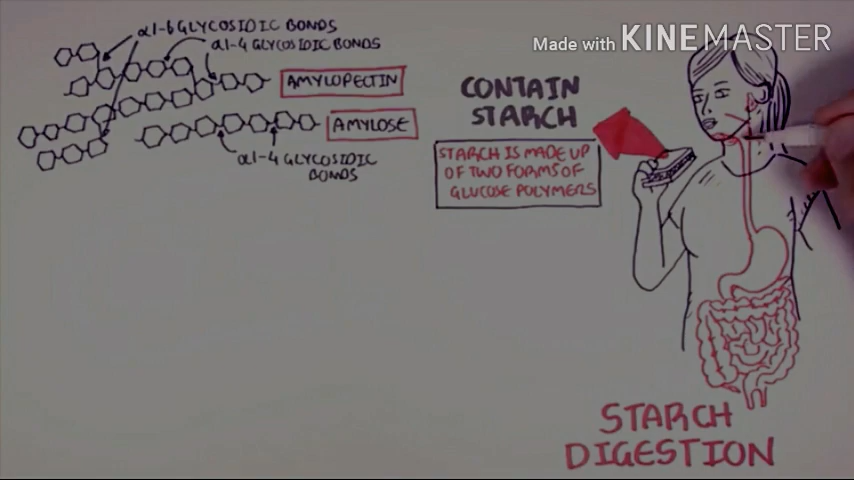 α1-6 GLYCOSIDIC BONDS
α1-4 GLYCOSIDIC BONDS
AMYLOPECTIN
AMYLOSE
α1-4 GLYCOSIDIC
BONDS
Made with KINEMASTER
CONTAIN
STARCH
STARCH IS MADE UP
OF TWO FORMS OF
GLUCOSE POLYMERS
STARCH
DIGESTION